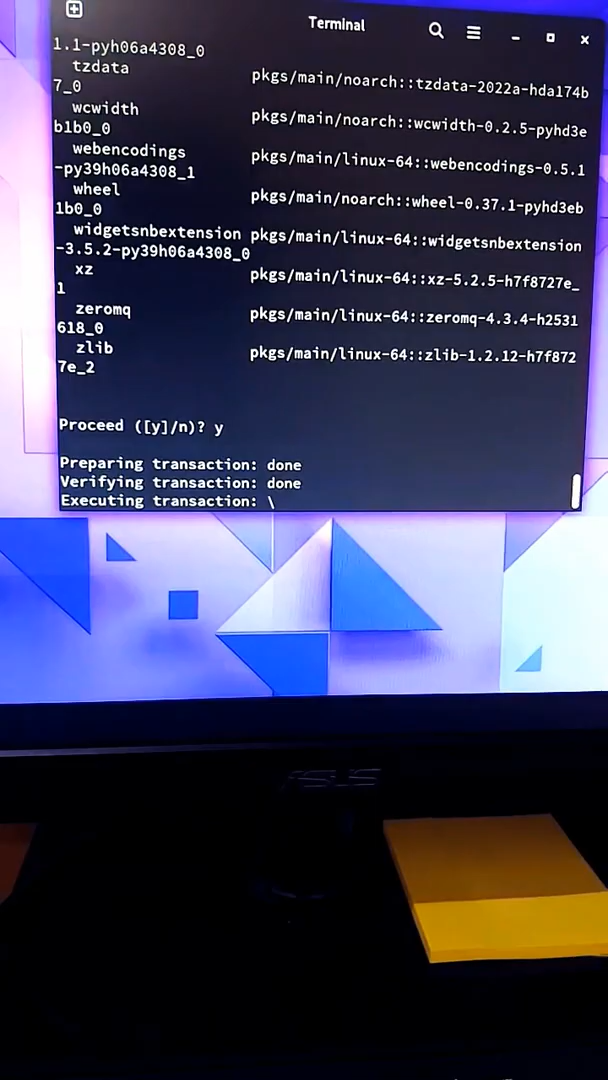 Terminal
1.1-pyh06a4308_0
tzdata pkgs/main/noarch::tzdata-2022a-hda174b
7_0
wcwidth pkgs/main/noarch::wcwidth-0.2.5-pyhd3e
b1b0_0
webencodings pkgs/main/linux-64::webencodings-0.5.1
-py39h06a4308_1
wheel pkgs/main/noarch::wheel-0.37.1-pyhd3eb
1b0_0
widgetsnbextension pkgs/main/linux-64::widgetsnbextension
-3.5.2-py39h06a4308_0
xz pkgs/main/linux-64::xz-5.2.5-h7f8727e_
1
zeromq pkgs/main/linux-64::zeromq-4.3.4-h2531
618_0
zlib pkgs/main/linux-64::zlib-1.2.12-h7f872
7e_2
Proceed ([y]/n)? y
Preparing transaction: done
Verifying transaction: done
Executing transaction: \
ASUS